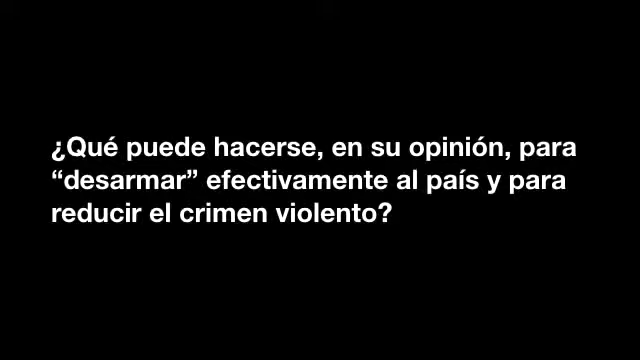 ¿Qué puede hacerse, en su opinión, para
“desarmar” efectivamente al país y para
reducir el crimen violento?